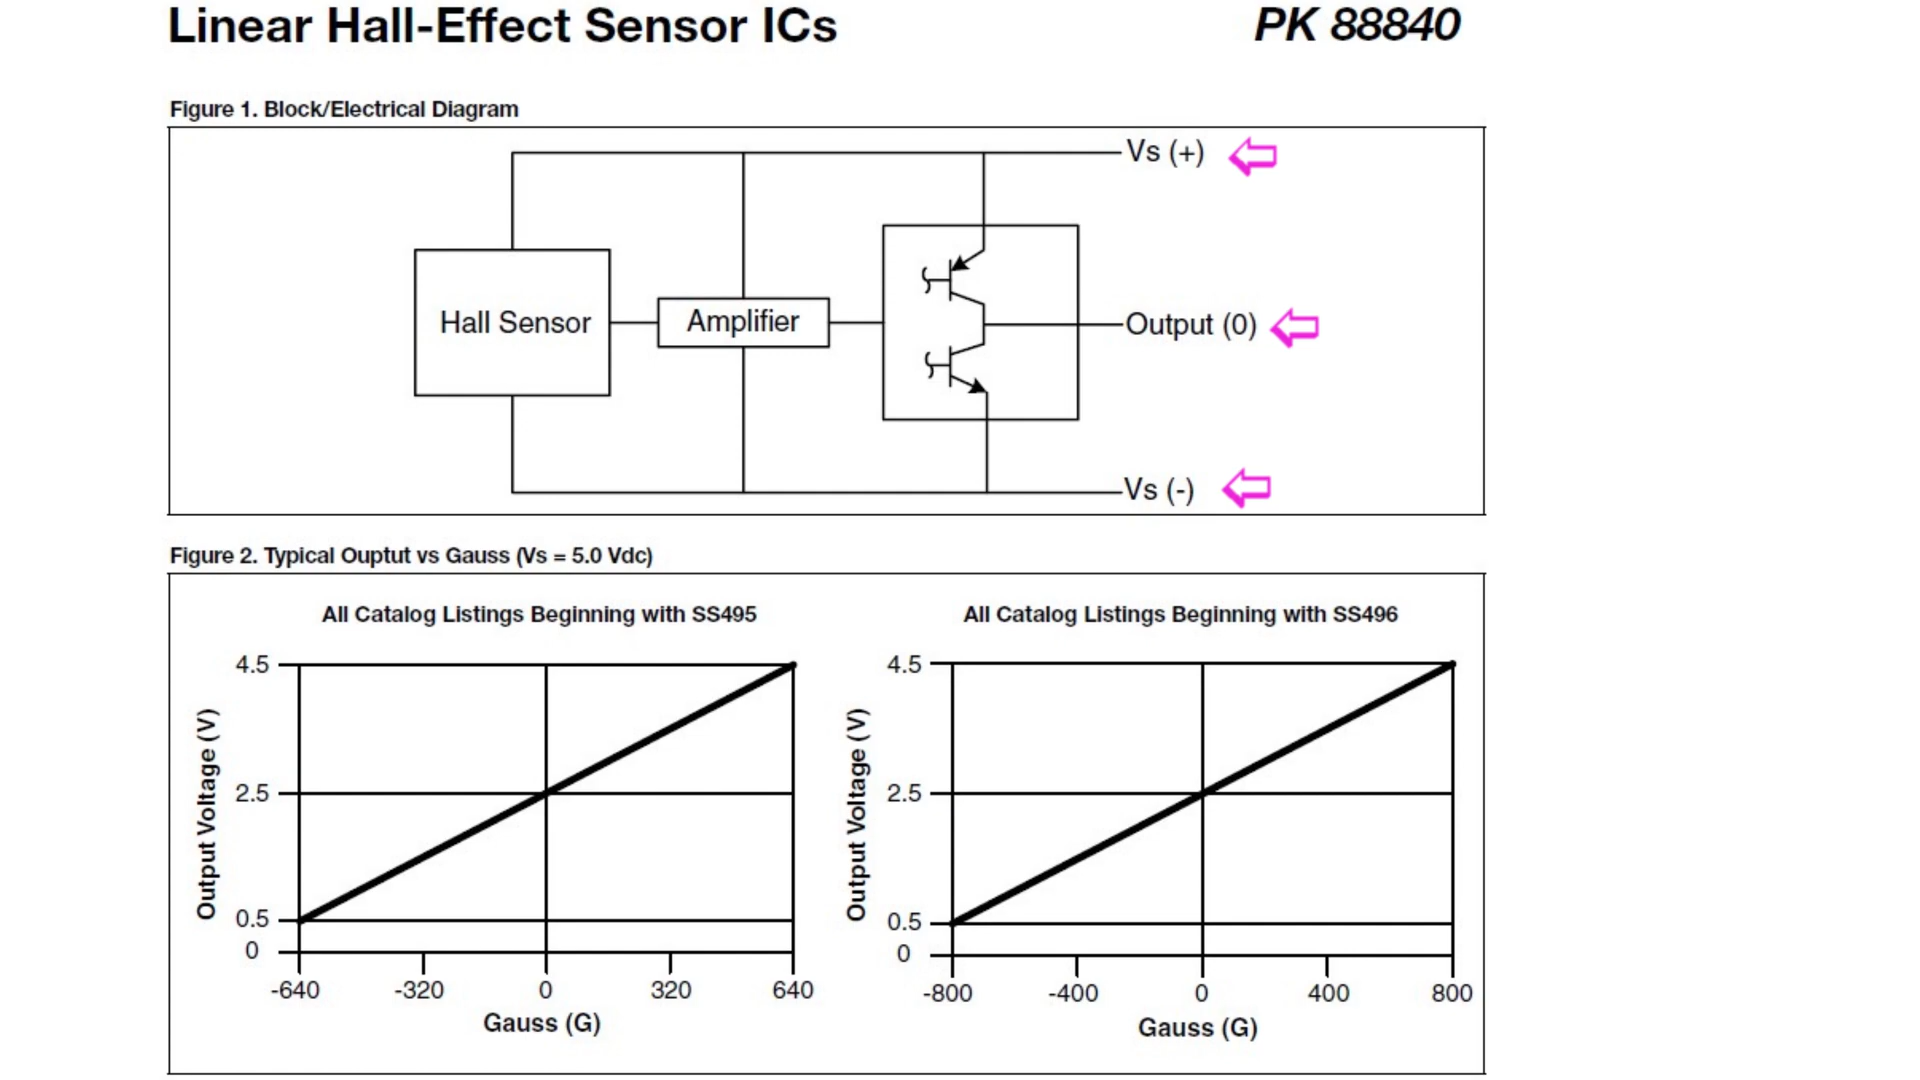 Linear Hall-Effect Sensor ICs PK 88840
Figure 1. Block/Electrical Diagram
Vs (+)
Hall Sensor
Amplifier
Output (0)
Vs (-)
Figure 2. Typical Ouptut vs Gauss (Vs = 5.0 Vdc)
All Catalog Listings Beginning with SS495
4.5
2.5
0.5
0
Output Voltage (V)
-640 -320 0 320 640
Gauss (G)
All Catalog Listings Beginning with SS496
4.5
2.5
0.5
0
Output Voltage (V)
-800 -400 0 400 800
Gauss (G)